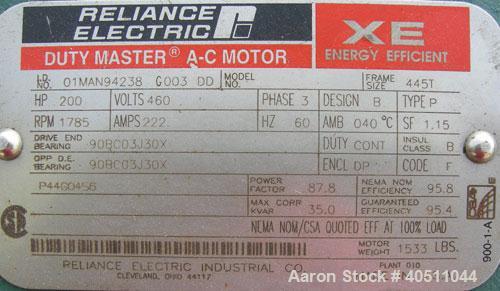 RELIANCE ELECTRIC
XE
DUTY MASTER® A-C MOTOR
ENERGY EFFICIENT
I.D. NO. 01MAN94238 G003 DD MODEL NO. FRAME SIZE 445T
HP 200 VOLTS 460 PHASE 3 DESIGN B TYPE P
RPM 1785 AMPS 222. HZ 60 AMB 040 °C SF 1.15
DRIVE END BEARING 90BC03J30X DUTY CONT INSUL CLASS B
OPP D.E. BEARING 90BC03J30X ENCL DP CODE F
P44G0456 POWER FACTOR 87.8 NEMA NOM EFFICIENCY 95.8
MAX CORR KVAR 35.0 GUARANTEED EFFICIENCY 95.4
NEMA NOM/CSA QUOTED EFF AT 100% LOAD
MOTOR WEIGHT 1533 LBS.
RELIANCE ELECTRIC INDUSTRIAL CO.
CLEVELAND, OHIO 44117
PLANT 010
900-1-A
Aaron Stock # 40511044